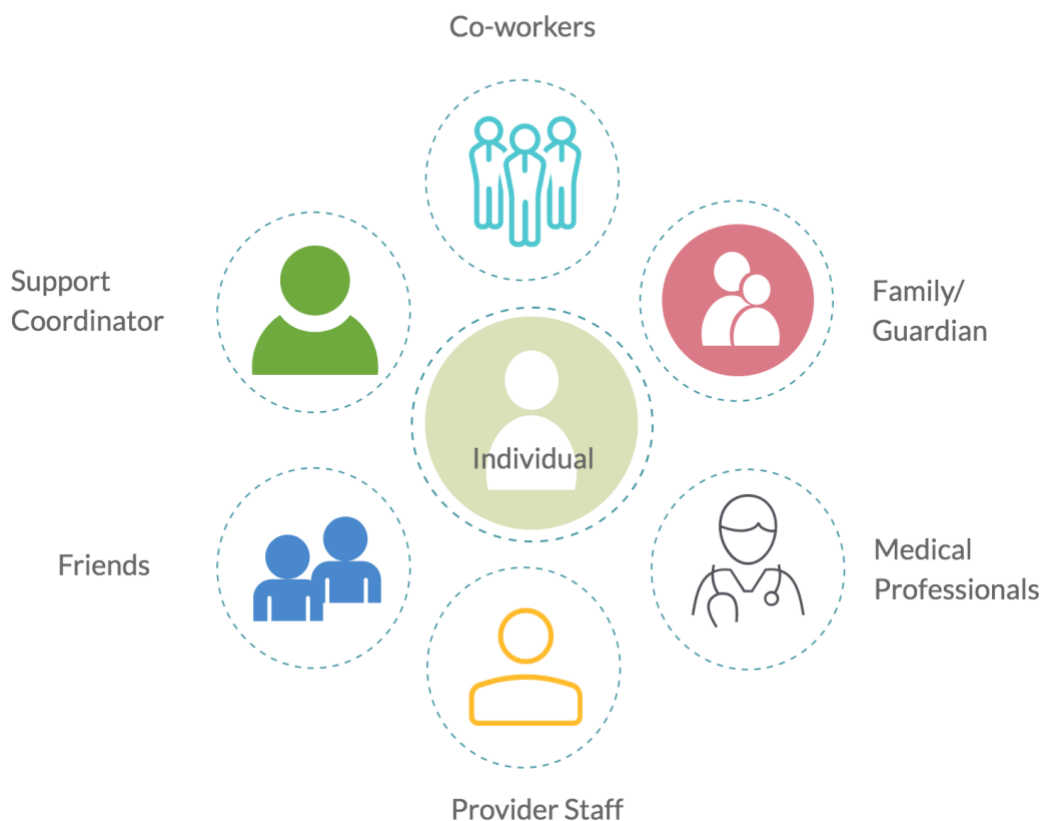 Co-workers
Support
Coordinator
Family/
Guardian
Individual
Friends
Medical
Professionals
Provider Staff